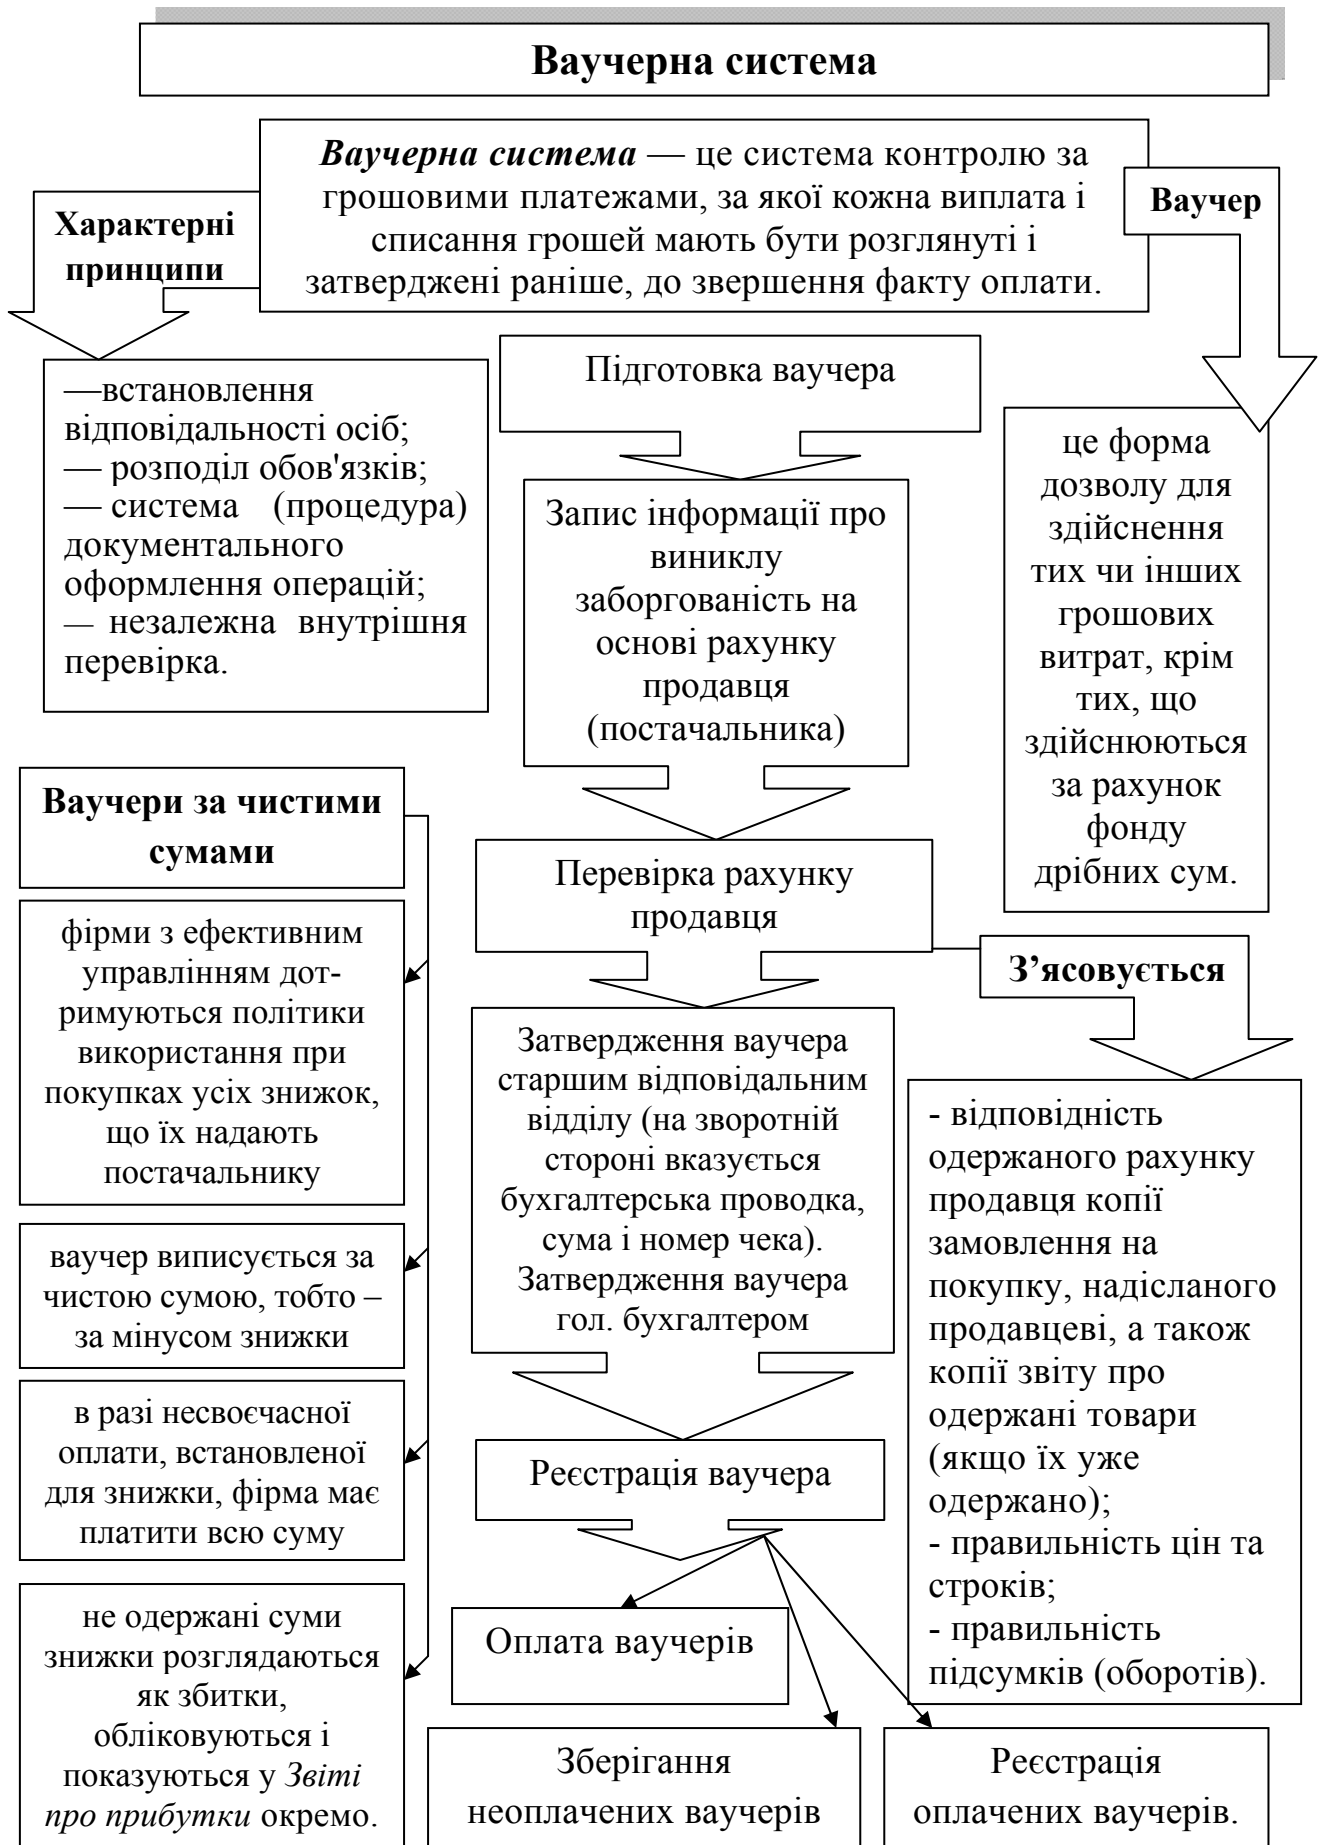 Ваучерна система
Ваучерна система — це система контролю за
грошовими платежами, за якої кожна виплата і
списання грошей мають бути розглянуті і
затверджені раніше, до звершення факту оплати.
Характерні
принципи
Ваучер
—встановлення
відповідальності осіб;
— розподіл обов'язків;
— система (процедура)
документального
оформлення операцій;
— незалежна внутрішня
перевірка.
Підготовка ваучера
Запис інформації про
виниклу
заборгованість на
основі рахунку
продавця
(постачальника)
це форма
дозволу для
здійснення
тих чи інших
грошових
витрат, крім
тих, що
здійснюються
за рахунок
фонду
дрібних сум.
Ваучери за чистими
сумами
фірми з ефективним
управлінням дот-
римуються політики
використання при
покупках усіх знижок,
що їх надають
постачальнику
ваучер виписується за
чистою сумою, тобто –
за мінусом знижки
в разі несвоєчасної
оплати, встановленої
для знижки, фірма має
платити всю суму
не одержані суми
знижки розглядаються
як збитки,
обліковуються і
показуються у Звіті
про прибутки окремо.
Перевірка рахунку
продавця
З’ясовується
Затвердження ваучера
старшим відповідальним
відділу (на зворотній
стороні вказується
бухгалтерська проводка,
сума і номер чека).
Затвердження ваучера
гол. бухгалтером
- відповідність
одержаного рахунку
продавця копії
замовлення на
покупку, надісланого
продавцеві, а також
копії звіту про
одержані товари
(якщо їх уже
одержано);
- правильність цін та
строків;
- правильність
підсумків (оборотів).
Реєстрація ваучера
Оплата ваучерів
Зберігання
неоплачених ваучерів
Реєстрація
оплачених ваучерів.